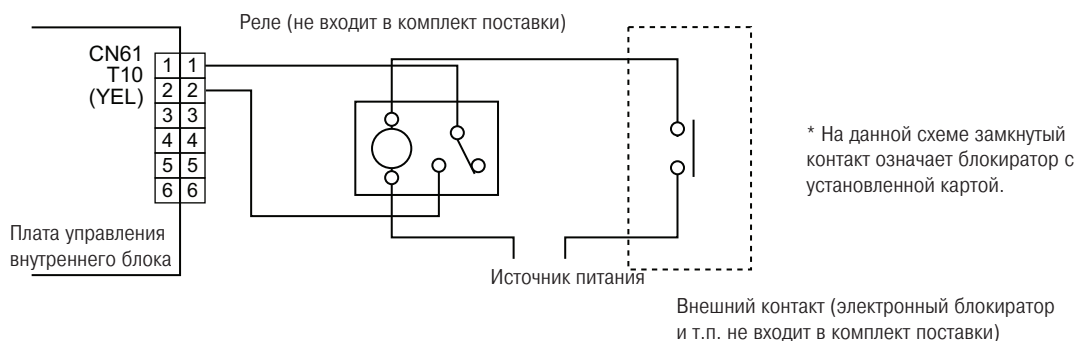 Реле (не входит в комплект поставки)
CN61
T10
(YEL)
1 1
2 2
3 3
4 4
5 5
6 6
* На данной схеме замкнутый
контакт означает блокиратор с
установленной картой.
Плата управления
внутреннего блока
Источник питания
Внешний контакт (электронный блокиратор
и т.п. не входит в комплект поставки)